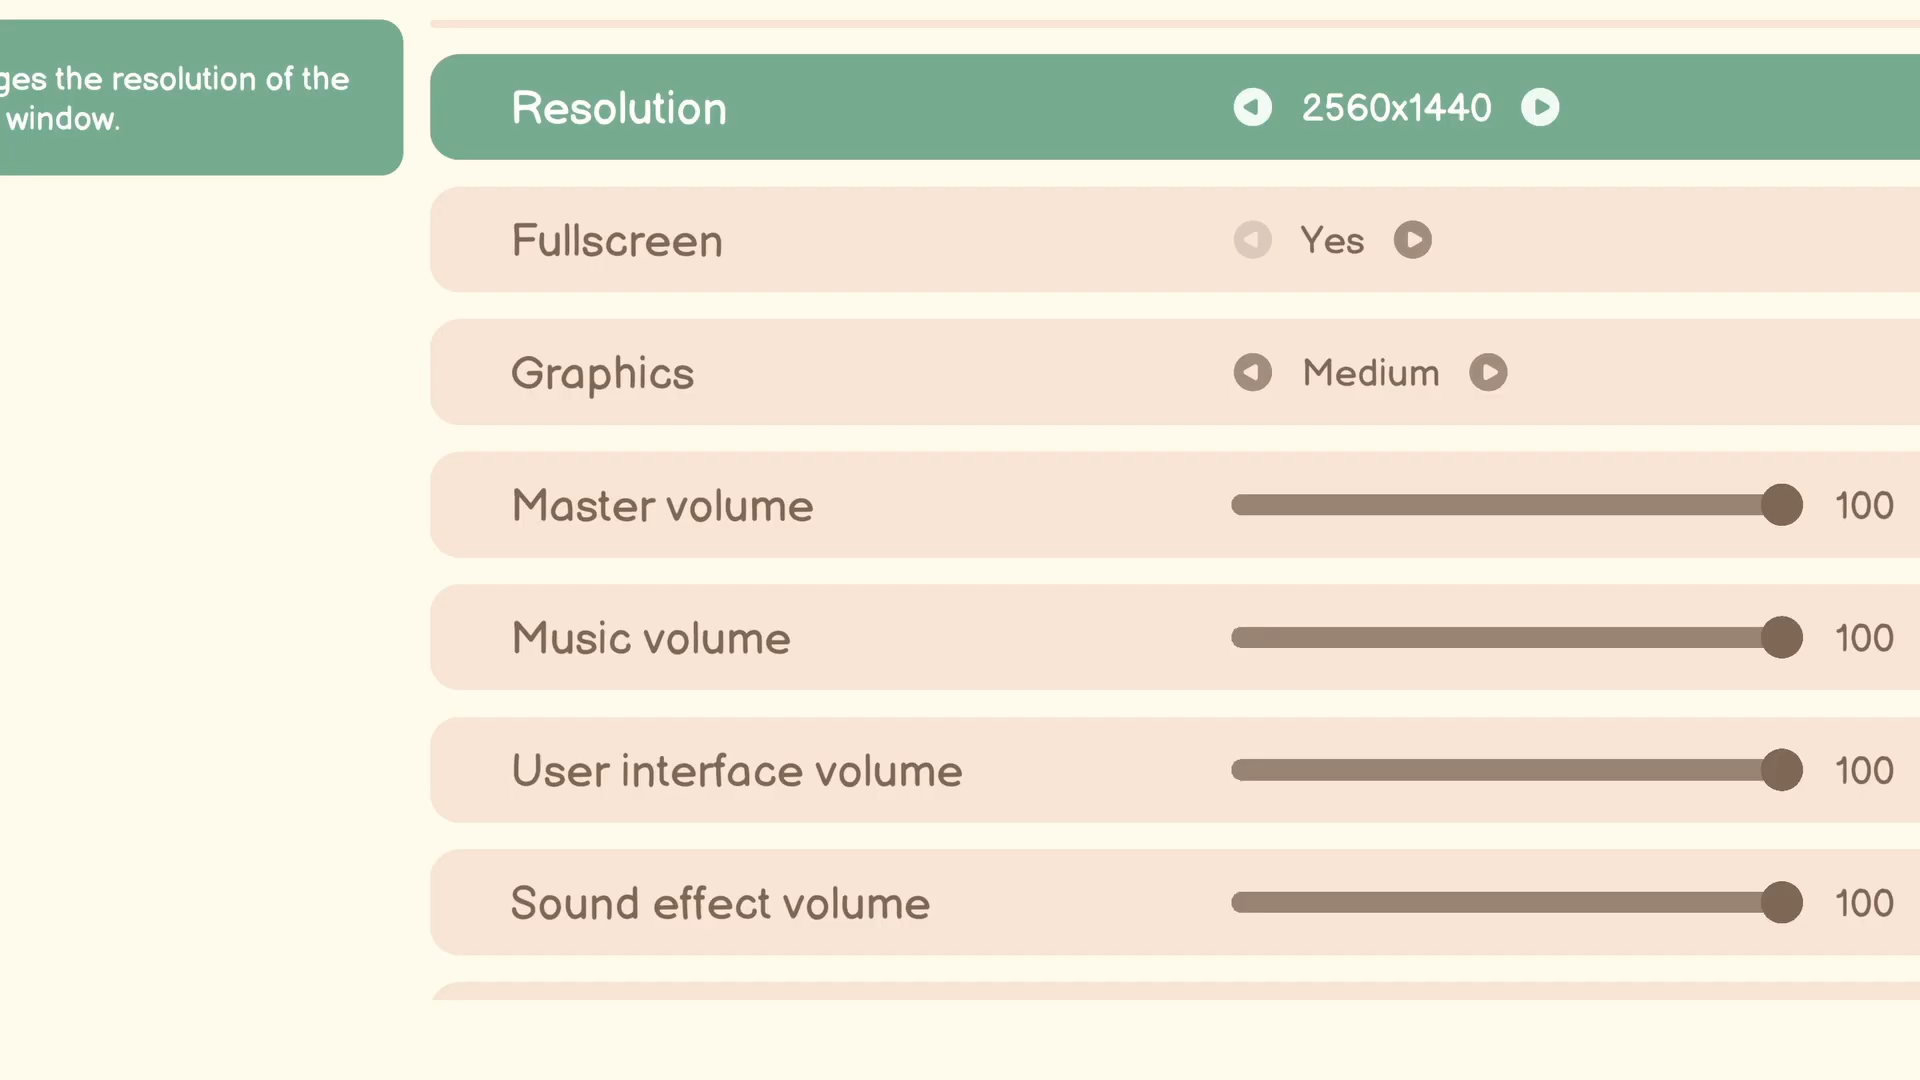 ges the resolution of the
window.
Resolution 2560x1440
Fullscreen Yes
Graphics Medium
Master volume 100
Music volume 100
User interface volume 100
Sound effect volume 100